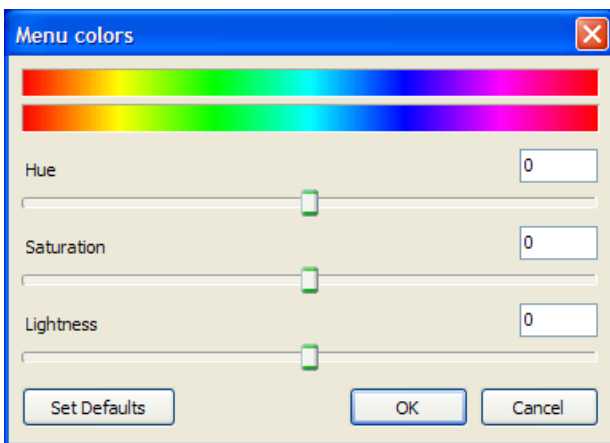 Menu colors
Hue
0
Saturation
0
Lightness
0
Set Defaults
OK
Cancel